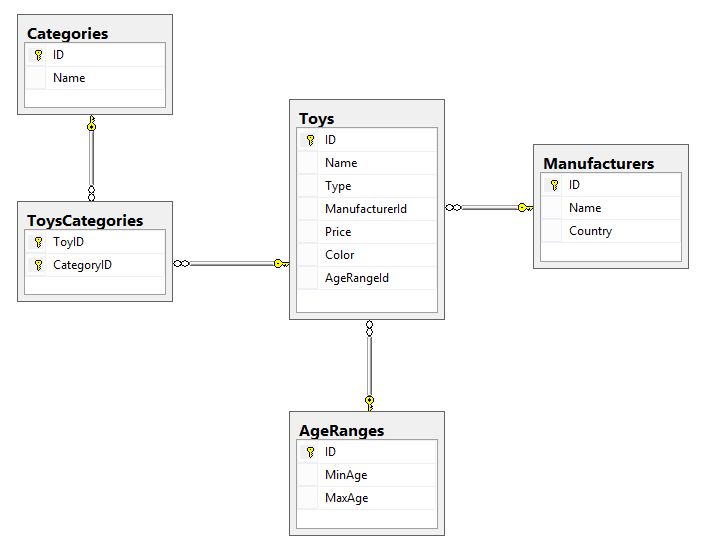 Categories
ID
Name
ToysCategories
ToyID
CategoryID
Toys
ID
Name
Type
ManufacturerId
Price
Color
AgeRangeId
Manufacturers
ID
Name
Country
AgeRanges
ID
MinAge
MaxAge